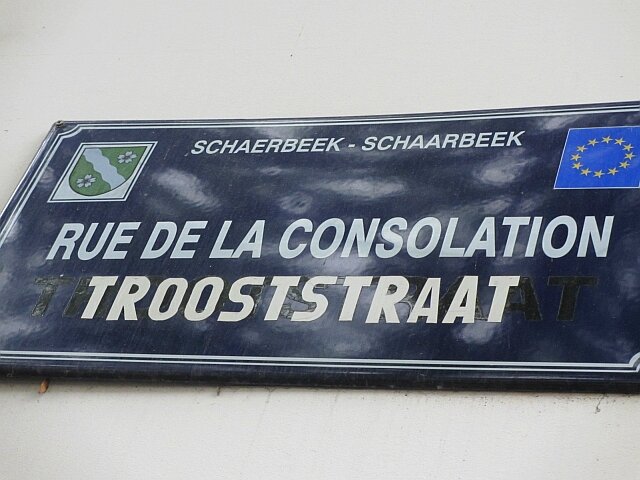 SCHAERBEEK - SCHAARBEEK
RUE DE LA CONSOLATION
TROOSTSTRAAT